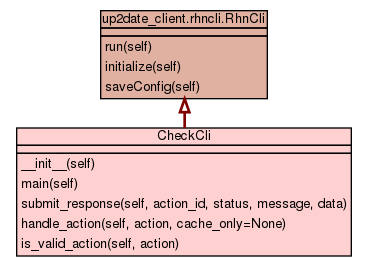 up2date_client.rhncli.RhnCli
run(self)
initialize(self)
saveConfig(self)
CheckCli
__init__(self)
main(self)
submit_response(self, action_id, status, message, data)
handle_action(self, action, cache_only=None)
is_valid_action(self, action)